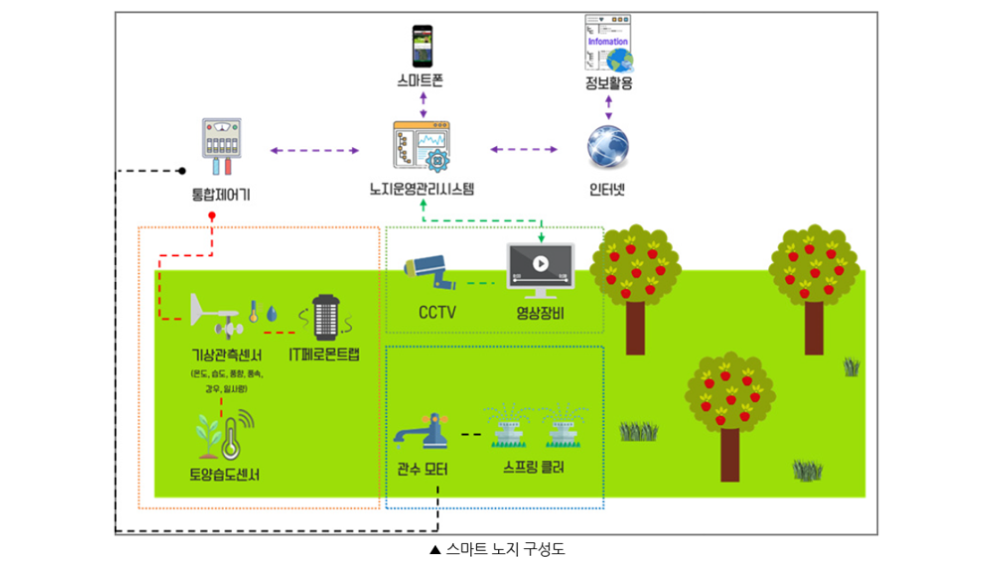 Infomation
스마트폰
정보활용
통합제어기
노지운영관리시스템
인터넷
CCTV
영상장비
기상관측센서
IT페로몬트랩
(온도, 습도, 풍향, 풍속,
강우, 일사량)
토양습도센서
관수 모터
스프링 클러
▲ 스마트 노지 구성도